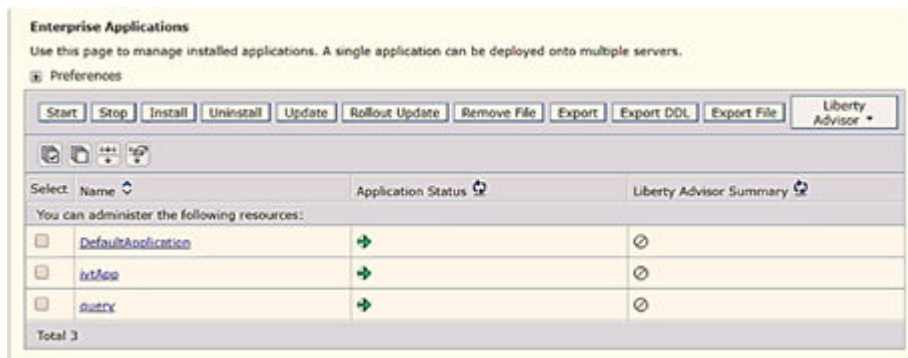 Enterprise Applications
Use this page to manage installed applications. A single application can be deployed onto multiple servers.
Preferences
Start Stop Install Uninstall Update Rollout Update Remove File Export Export DDL Export File Liberty Advisor
Select Name Application Status Liberty Advisor Summary
You can administer the following resources:
DefaultApplication
ivtApp
query
Total 3